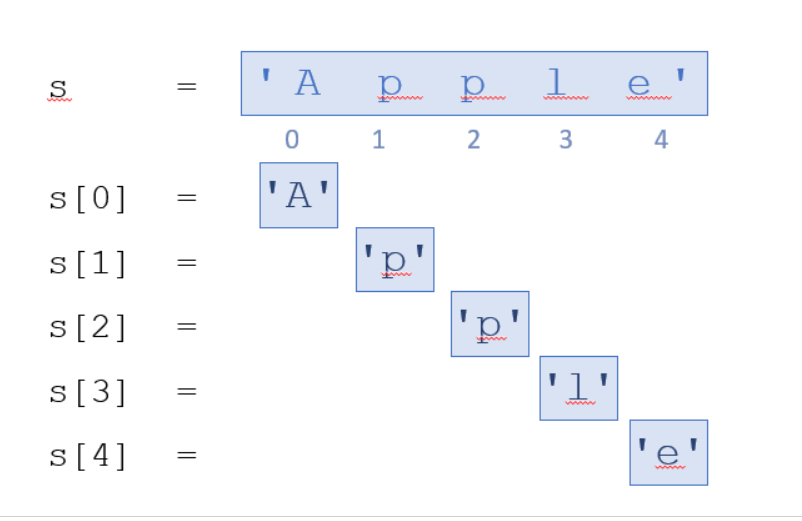 s = 'A p p l e'
0 1 2 3 4
s[0] = 'A'
s[1] = 'p'
s[2] = 'p'
s[3] = 'l'
s[4] = 'e'